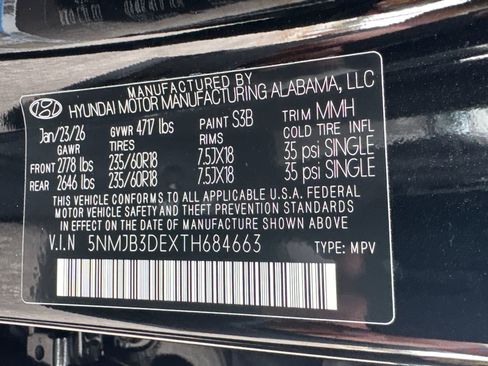 MANUFACTURED BY
HYUNDAI MOTOR MANUFACTURING ALABAMA, LLC
Jan/23/26 GVWR 4717 lbs PAINT S3B TRIM MMH
GAWR TIRES RIMS COLD TIRE INFL
FRONT 2778 lbs 235/60R18 7.5JX18 35 psi SINGLE
REAR 2646 lbs 235/60R18 7.5JX18 35 psi SINGLE
THIS VEHICLE CONFORMS TO ALL APPLICABLE U.S.A. FEDERAL
MOTOR VEHICLE SAFETY AND THEFT PREVENTION STANDARDS
IN EFFECT ON THE DATE OF MANUFACTURE SHOWN ABOVE.
V.I.N 5NMJB3DEXTH684663 TYPE: MPV